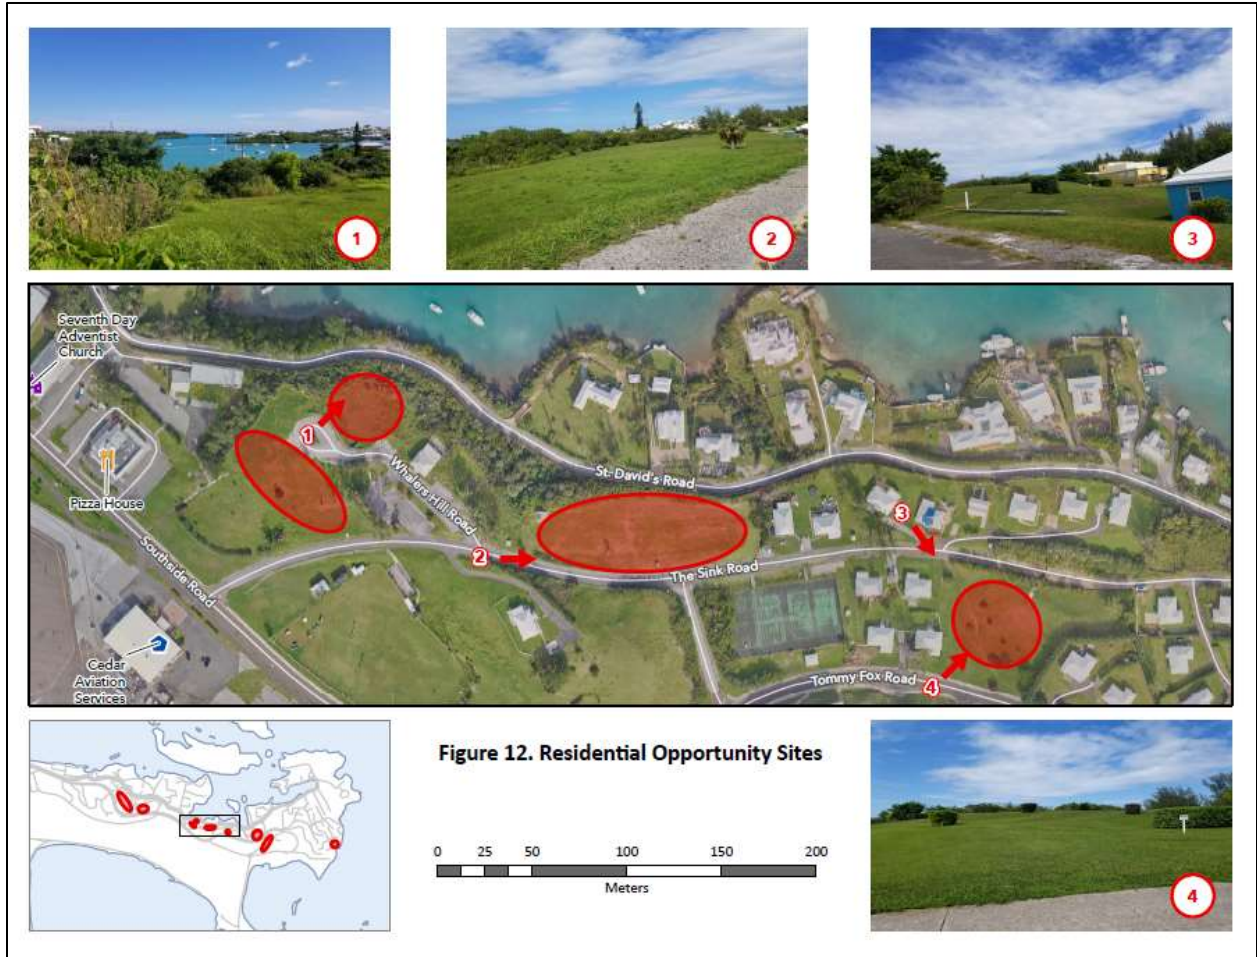 1
2
3
Seventh Day
Adventist
Church
1
Pizza House
Whalers Hill Road
St. David's Road
2
3
The Sink Road
Southside Road
Cedar
Aviation
Services
Tommy Fox Road
4
Figure 12. Residential Opportunity Sites
0 25 50 100 150 200
Meters
4